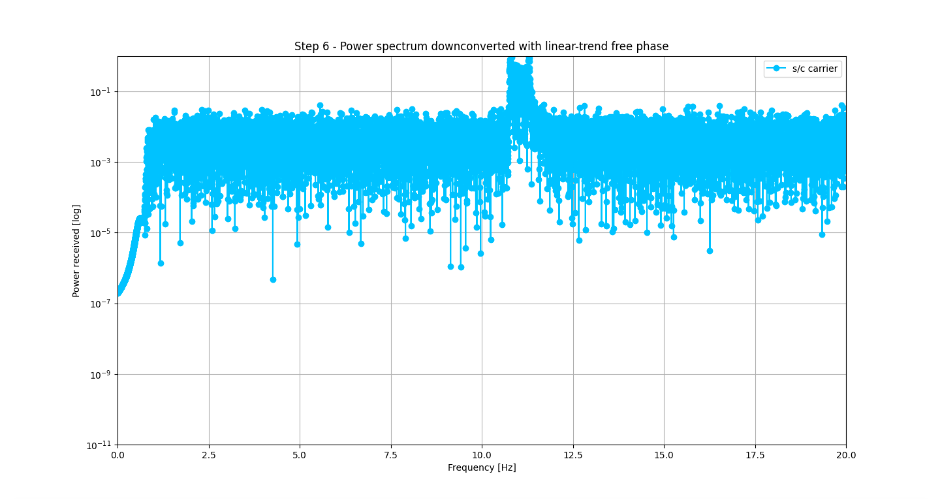 Step 6 - Power spectrum downconverted with linear-trend free phase
s/c carrier
Power received [log]
10⁻¹
10⁻³
10⁻⁵
10⁻⁷
10⁻⁹
10⁻¹¹
0.0 2.5 5.0 7.5 10.0 12.5 15.0 17.5 20.0
Frequency [Hz]